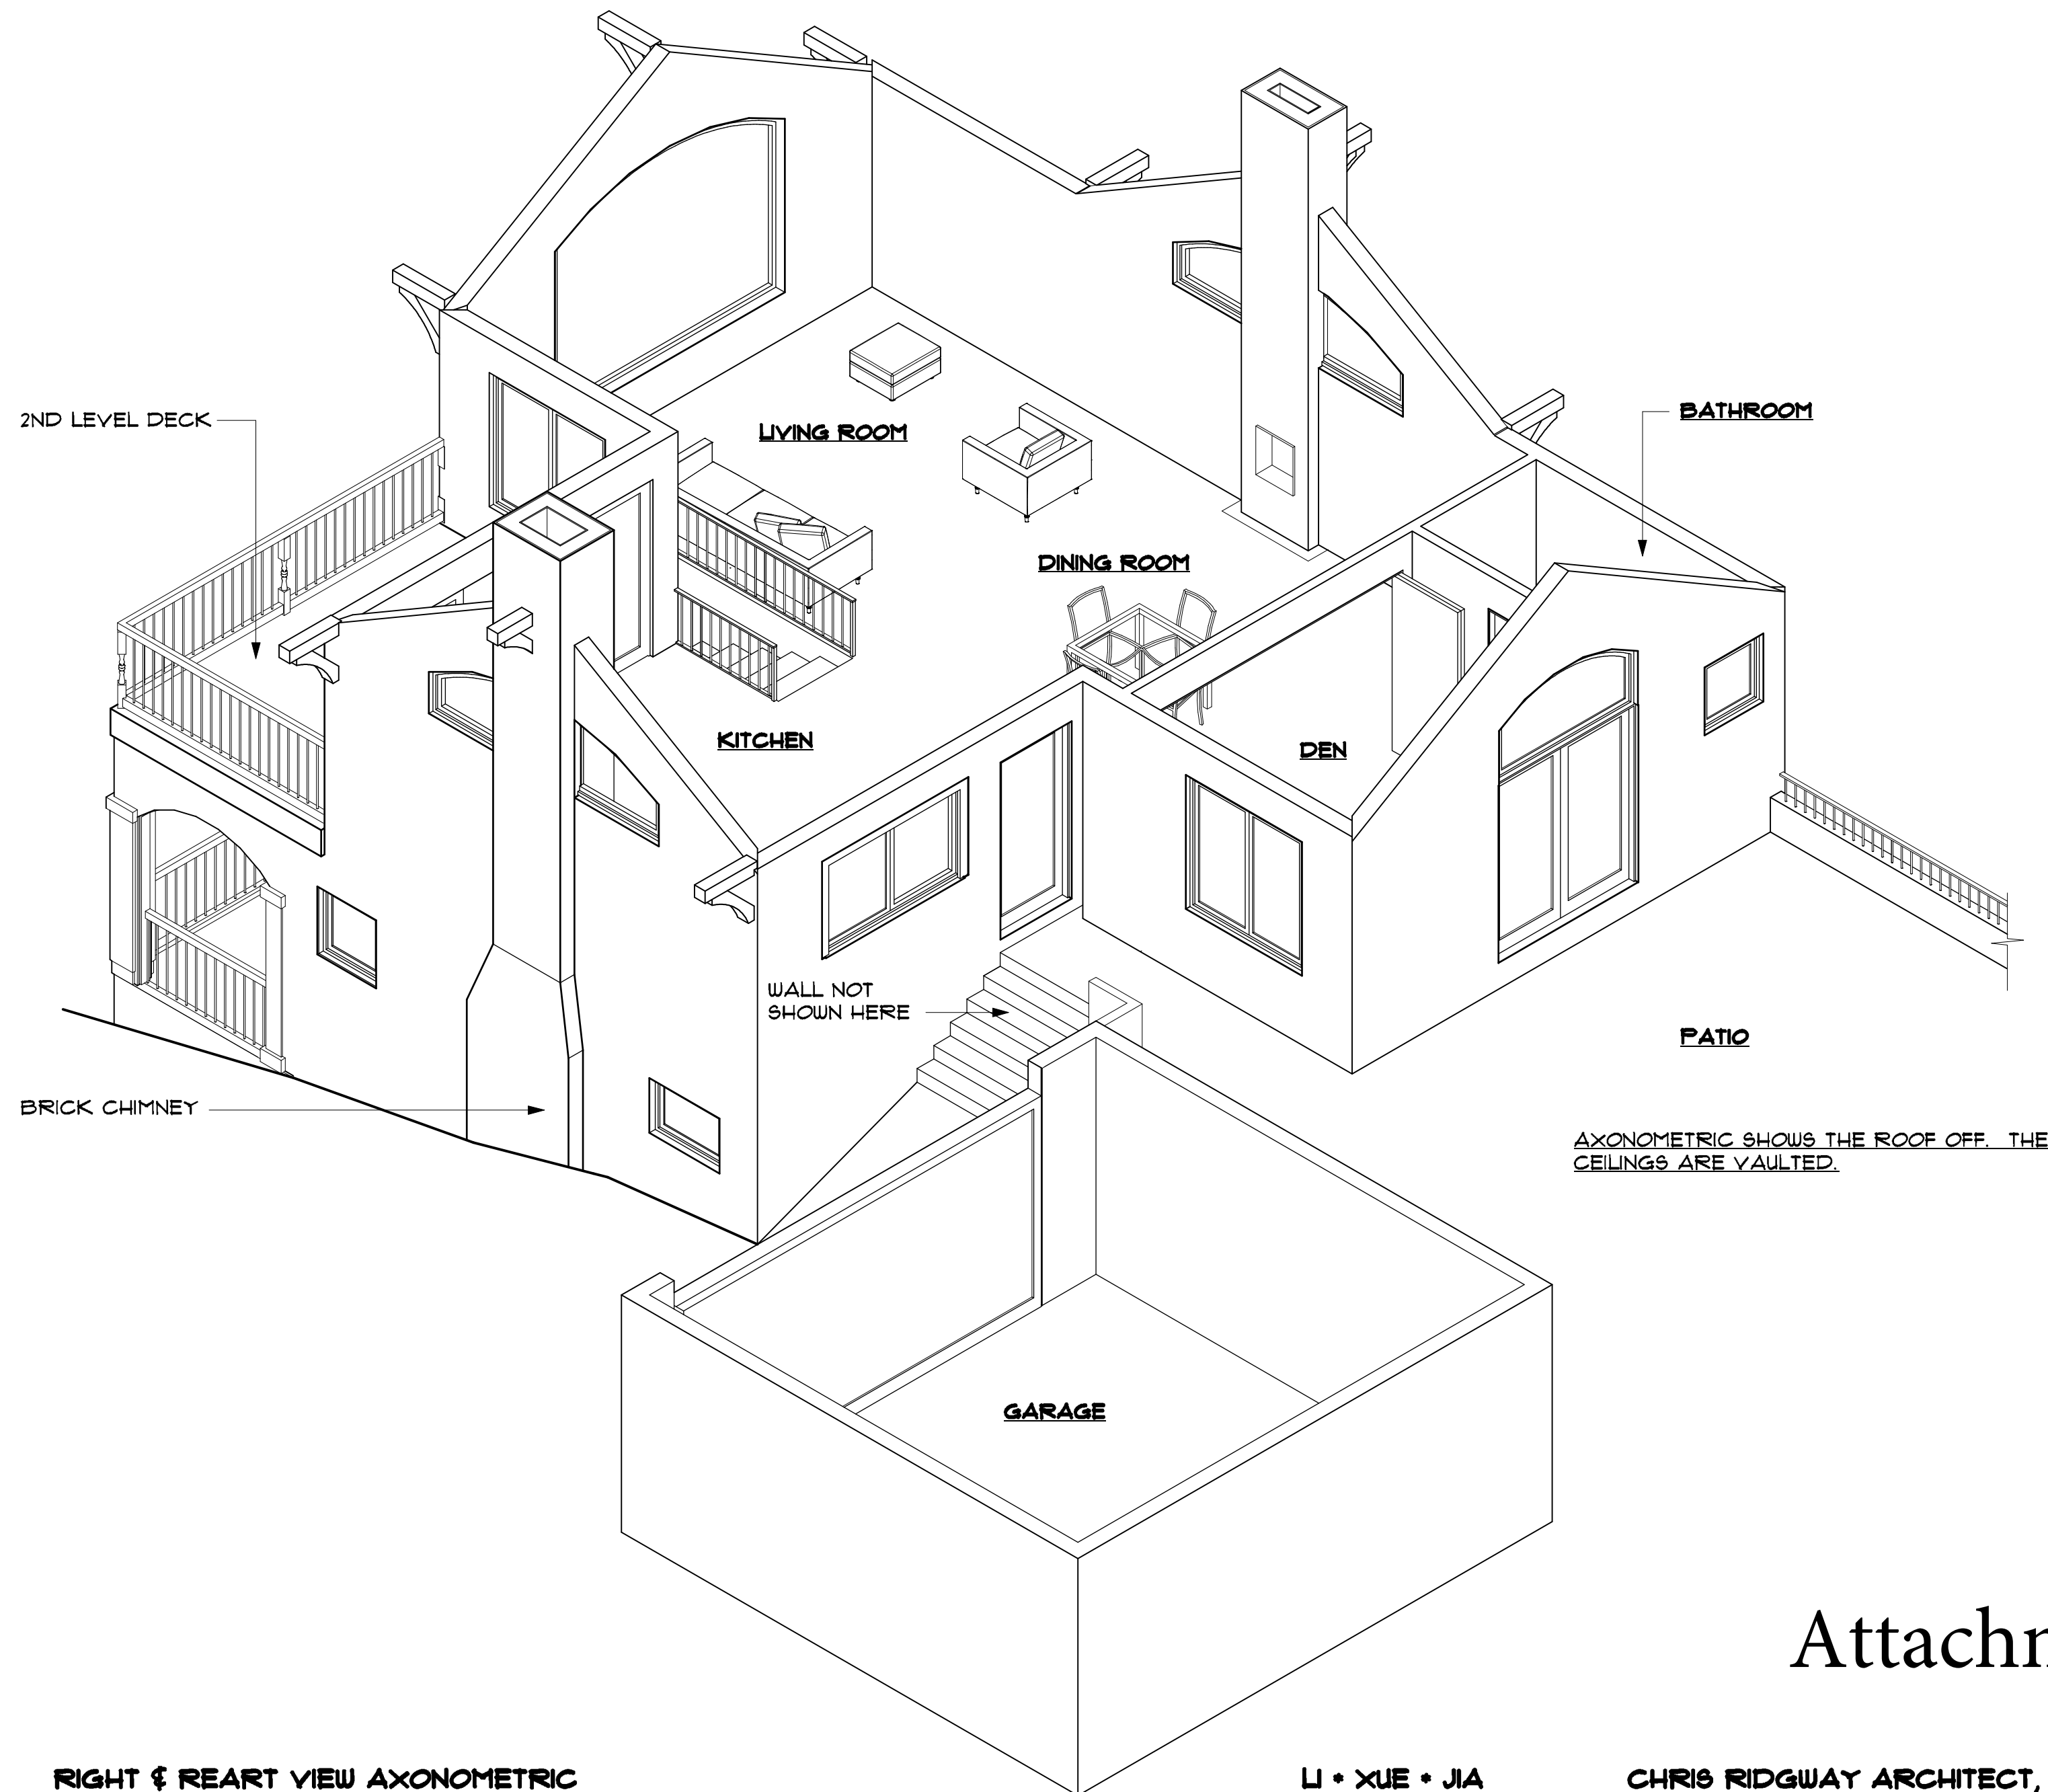 2ND LEVEL DECK
LIVING ROOM
BATHROOM
DINING ROOM
KITCHEN
DEN
WALL NOT
SHOWN HERE
PATIO
BRICK CHIMNEY
AXONOMETRIC SHOWS THE ROOF OFF. THE
CEILINGS ARE VAULTED.
GARAGE
Attach
RIGHT & REART VIEW AXONOMETRIC
LI * XUE * JIA
CHRIS RIDGWAY ARCHITECT,